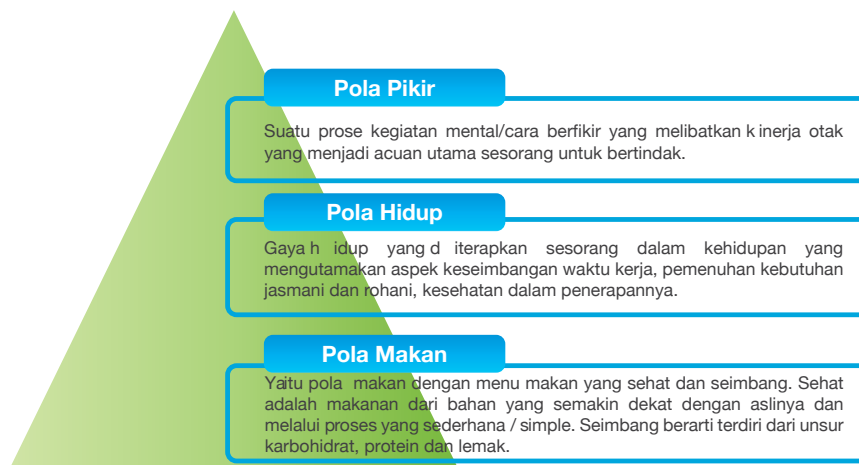 Pola Pikir
Suatu prose kegiatan mental/cara berfikir yang melibatkan k inerja otak
yang menjadi acuan utama sesorang untuk bertindak.
Pola Hidup
Gaya h idup yang d iterapkan sesorang dalam kehidupan yang
mengutamakan aspek keseimbangan waktu kerja, pemenuhan kebutuhan
jasmani dan rohani, kesehatan dalam penerapannya.
Pola Makan
Yaitu pola makan dengan menu makan yang sehat dan seimbang. Sehat
adalah makanan dari bahan yang semakin dekat dengan aslinya dan
melalui proses yang sederhana / simple. Seimbang berarti terdiri dari unsur
karbohidrat, protein dan lemak.